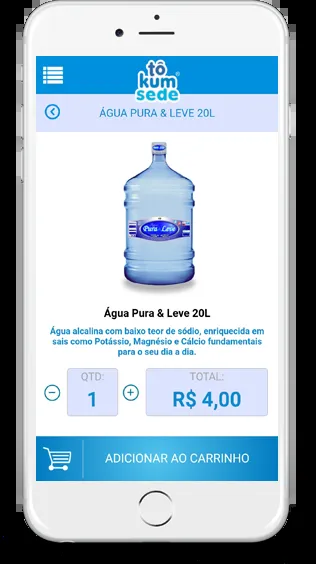 tô
kum
sede
ÁGUA PURA & LEVE 20L
Pura & Leve
Água Pura & Leve 20L
Água alcalina com baixo teor de sódio, enriquecida em
sais como Potássio, Magnésio e Cálcio fundamentais
para o seu dia a dia.
QTD: TOTAL:
1 R$ 4,00
ADICIONAR AO CARRINHO